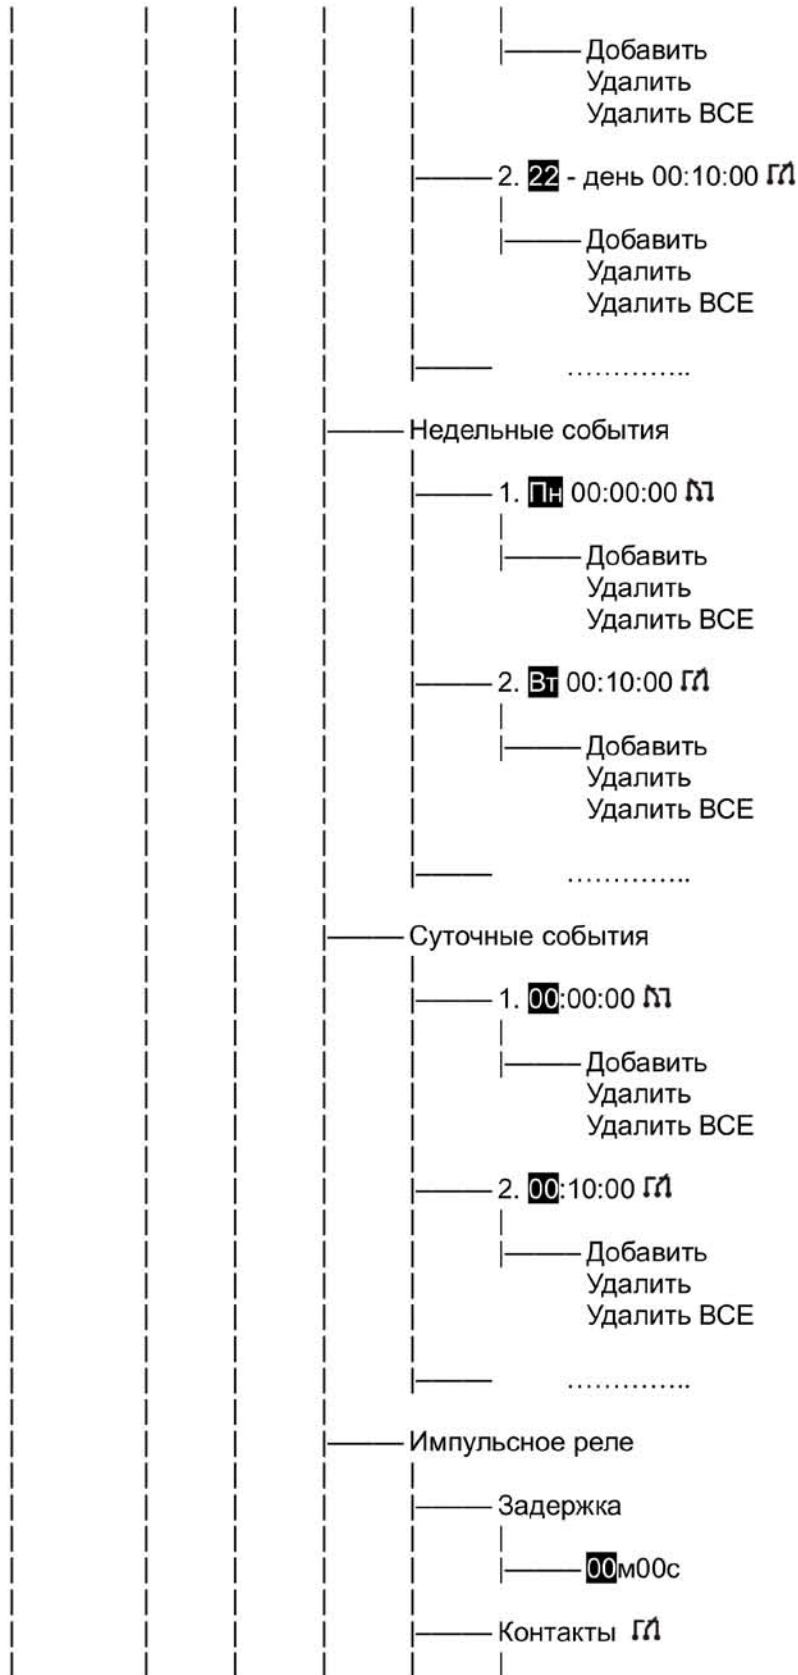 Добавить
Удалить
Удалить ВСЕ
2. 22 - день 00:10:00
Добавить
Удалить
Удалить ВСЕ
…………..
Недельные события
1. Пн 00:00:00
Добавить
Удалить
Удалить ВСЕ
2. Вт 00:10:00
Добавить
Удалить
Удалить ВСЕ
…………..
Суточные события
1. 00:00:00
Добавить
Удалить
Удалить ВСЕ
2. 00:10:00
Добавить
Удалить
Удалить ВСЕ
…………..
Импульсное реле
Задержка
00м00с
Контакты